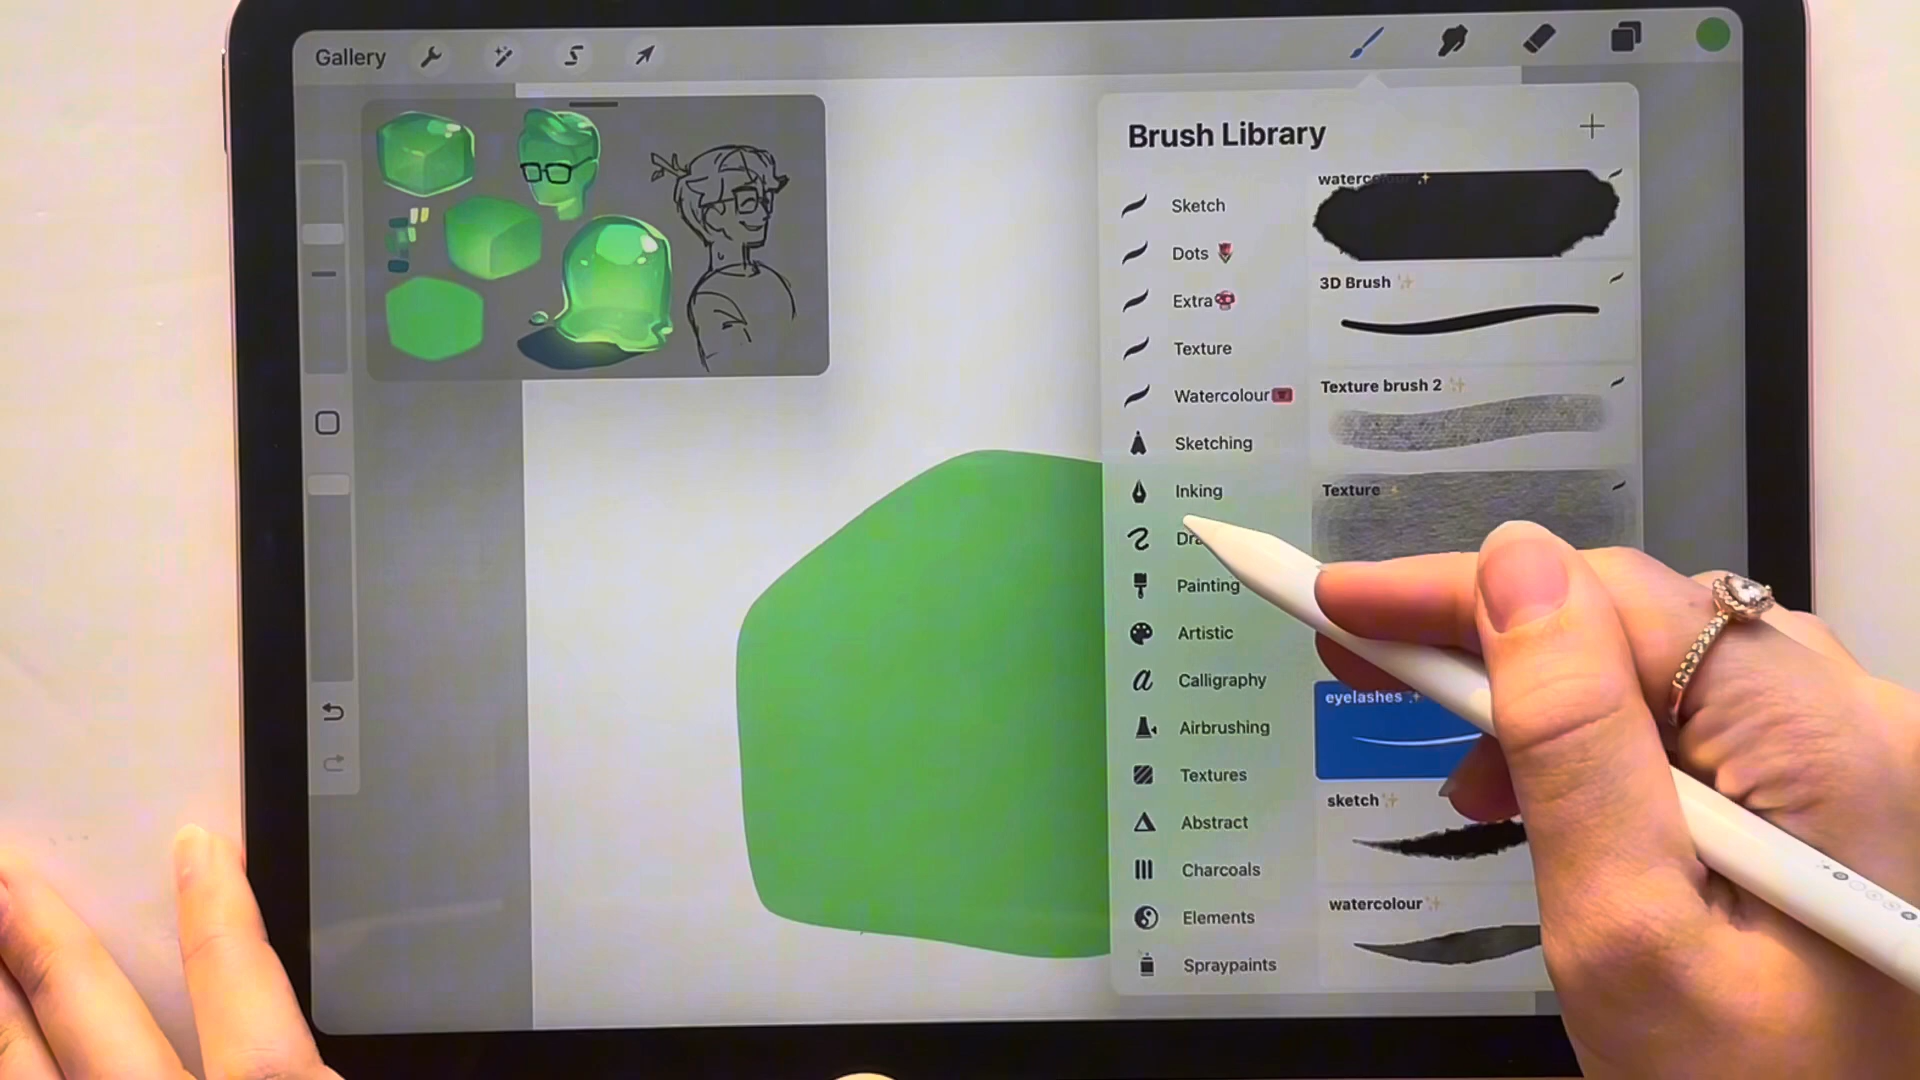 Gallery
Brush Library
Sketch
Dots
Extra
Texture
Watercolour
Sketching
Inking
Painting
Artistic
Calligraphy
Airbrushing
Textures
Abstract
Charcoals
Elements
Spraypaints
watercolour
3D Brush
Texture brush 2
Texture
eyelashes
sketch
watercolour